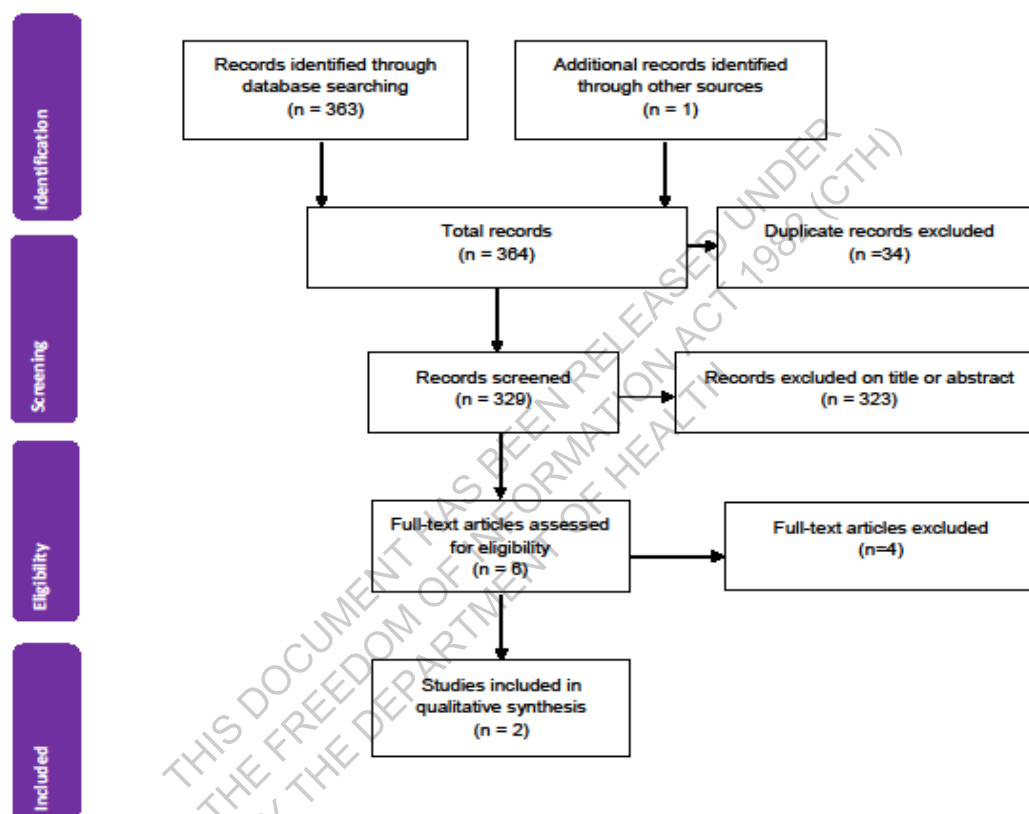 Identification
Records identified through
database searching
(n = 363)
Additional records identified
through other sources
(n = 1)
Total records
(n = 364)
Duplicate records excluded
(n =34)
Screening
Records screened
(n = 329)
Records excluded on title or abstract
(n = 323)
Eligibility
Full-text articles assessed
for eligibility
(n = 6)
Full-text articles excluded
(n=4)
Included
Studies included in
qualitative synthesis
(n = 2)
THIS DOCUMENT HAS BEEN RELEASED UNDER
THE FREEDOM OF INFORMATION ACT 1982 (CTH)
BY THE DEPARTMENT OF HEALTH